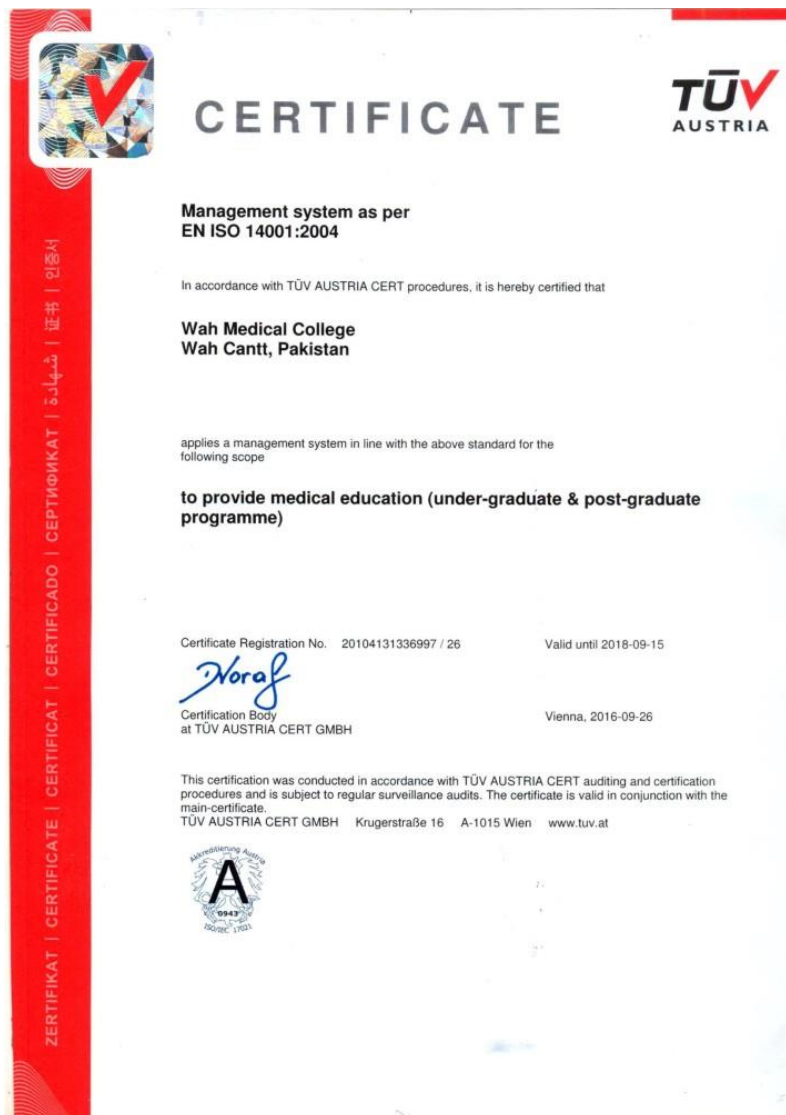 CERTIFICATE
TÜV
AUSTRIA
Management system as per
EN ISO 14001:2004
In accordance with TÜV AUSTRIA CERT procedures, it is hereby certified that
Wah Medical College
Wah Cantt, Pakistan
applies a management system in line with the above standard for the
following scope
to provide medical education (under-graduate & post-graduate
programme)
Certificate Registration No. 20104131336997 / 26
Valid until 2018-09-15
Certification Body
at TÜV AUSTRIA CERT GMBH
Vienna, 2016-09-26
This certification was conducted in accordance with TÜV AUSTRIA CERT auditing and certification
procedures and is subject to regular surveillance audits. The certificate is valid in conjunction with the
main-certificate.
TÜV AUSTRIA CERT GMBH Krugerstraße 16 A-1015 Wien www.tuv.at
Akkreditierung Austria
A
0943
ISO/IEC 17021
ZERTIFIKAT | CERTIFICATE | CERTIFICAT | CERTIFICADO | СЕРТИФИКАТ | شهادة | 证书 | 인증서